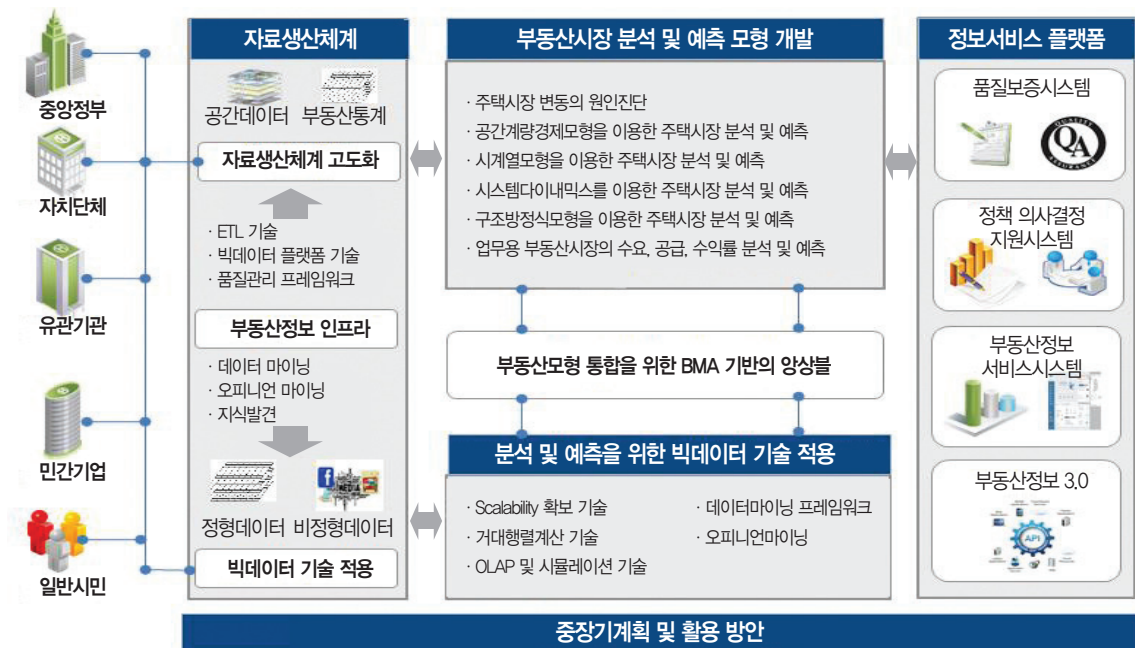 중앙정부
자치단체
유관기관
민간기업
일반시민
자료생산체계
공간데이터 부동산통계
자료생산체계 고도화
· ETL 기술
· 빅데이터 플랫폼 기술
· 품질관리 프레임워크
부동산정보 인프라
· 데이터 마이닝
· 오피니언 마이닝
· 지식발견
정형데이터 비정형데이터
빅데이터 기술 적용
부동산시장 분석 및 예측 모형 개발
· 주택시장 변동의 원인진단
· 공간계량경제모형을 이용한 주택시장 분석 및 예측
· 시계열모형을 이용한 주택시장 분석 및 예측
· 시스템다이내믹스를 이용한 주택시장 분석 및 예측
· 구조방정식모형을 이용한 주택시장 분석 및 예측
· 업무용 부동산시장의 수요, 공급, 수익률 분석 및 예측
부동산모형 통합을 위한 BMA 기반의 앙상블
분석 및 예측을 위한 빅데이터 기술 적용
· Scalability 확보 기술
· 거대행렬계산 기술
· OLAP 및 시뮬레이션 기술
· 데이터마이닝 프레임워크
· 오피니언마이닝
정보서비스 플랫폼
품질보증시스템
QUALITY
QA
ASSURANCE
정책 의사결정
지원시스템
부동산정보
서비스시스템
부동산정보 3.0
API
중장기계획 및 활용 방안